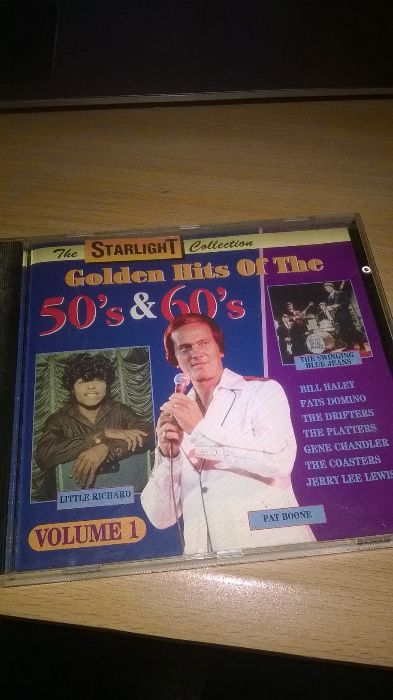 The STARLIGHT Collection
Golden Hits Of The
50's & 60's
THE SWINGING
BLUE JEANS
BILL HALEY
FATS DOMINO
THE DRIFTERS
THE PLATTERS
GENE CHANDLER
THE COASTERS
JERRY LEE LEWIS
LITTLE RICHARD
PAT BOONE
VOLUME 1